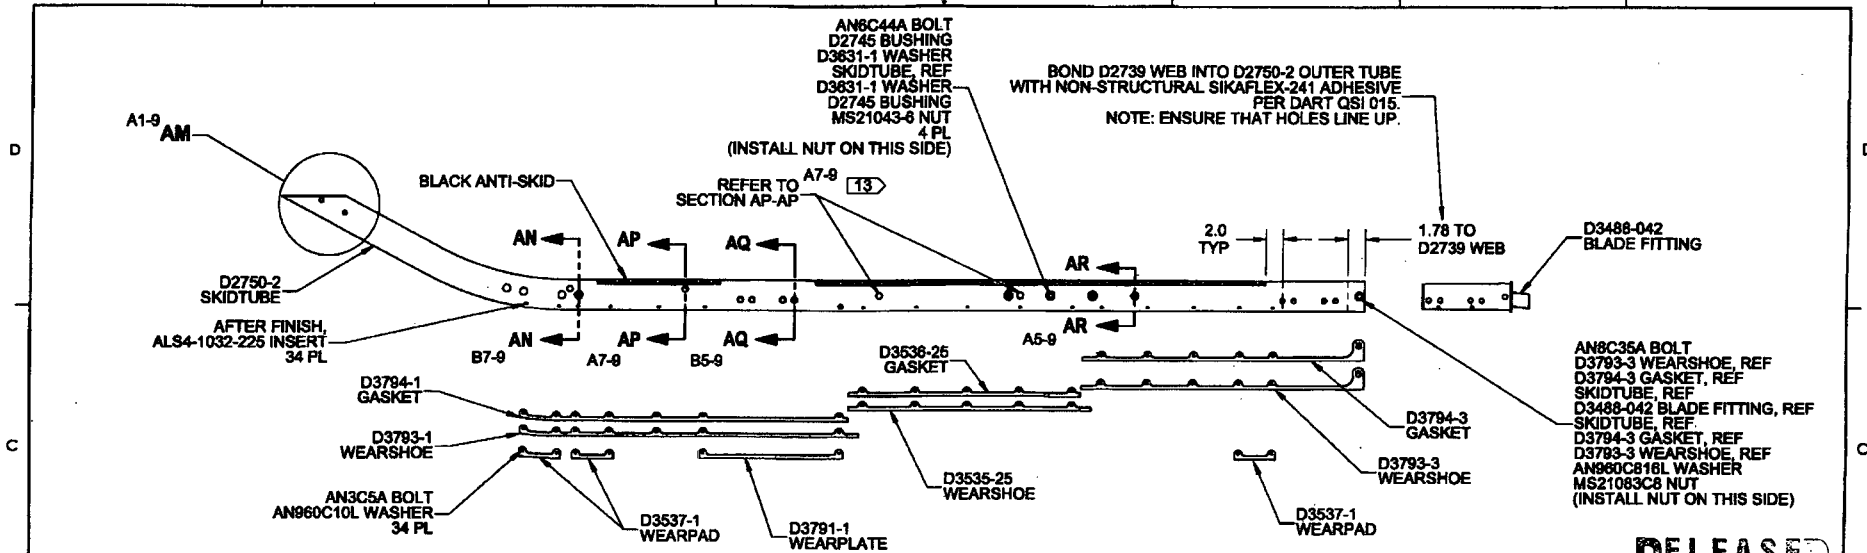 AN6C44A BOLT
D2745 BUSHING
D3631-1 WASHER
SKIDTUBE, REF
D3631-1 WASHER
D2745 BUSHING
MS21043-6 NUT
4 PL
(INSTALL NUT ON THIS SIDE)
BOND D2739 WEB INTO D2750-2 OUTER TUBE
WITH NON-STRUCTURAL SIKAFLEX-241 ADHESIVE
PER DART QSI 015.
NOTE: ENSURE THAT HOLES LINE UP.
A1-9
AM
D
D
BLACK ANTI-SKID
REFER TO
SECTION AP-AP
A7-9
13
AN
AP
AQ
AR
2.0
TYP
1.78 TO
D2739 WEB
D3488-042
BLADE FITTING
D2750-2
SKIDTUBE
AFTER FINISH,
ALS4-1032-225 INSERT
34 PL
AN
AP
AQ
AR
B7-9
A7-9
B5-9
A5-9
D3536-25
GASKET
D3794-1
GASKET
D3793-1
WEARSHOE
AN3C5A BOLT
AN960C10L WASHER
34 PL
D3537-1
WEARPAD
D3791-1
WEARPLATE
D3535-25
WEARSHOE
D3794-3
GASKET
D3793-3
WEARSHOE
D3537-1
WEARPAD
AN8C35A BOLT
D3793-3 WEARSHOE, REF
D3794-3 GASKET, REF
SKIDTUBE, REF
D3488-042 BLADE FITTING, REF
SKIDTUBE, REF.
D3794-3 GASKET, REF
D3793-3 WEARSHOE, REF
AN960C816L WASHER
MS21083C8 NUT
(INSTALL NUT ON THIS SIDE)
C
C
RELEASED